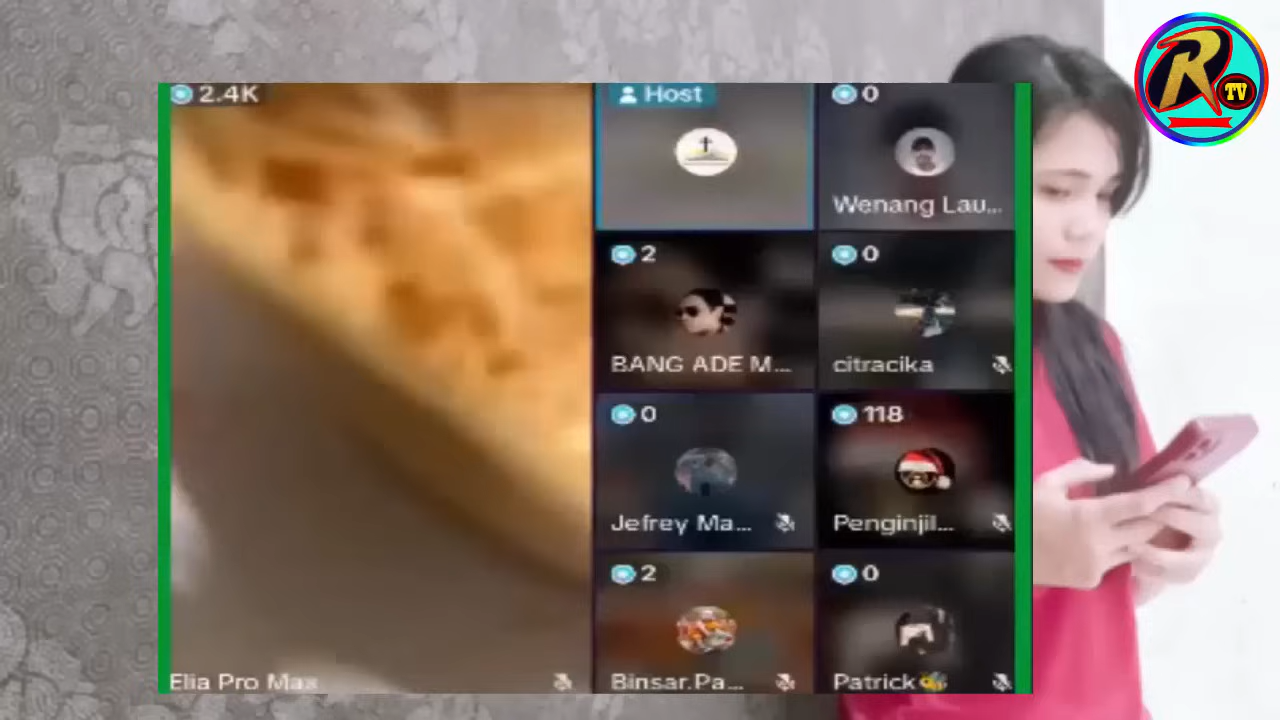 2.4K
Host
0
Wenang Lau...
2
BANG ADE M...
0
citracika
0
Jefrey Ma...
118
Penginjil...
2
Binsar.Pa...
0
Patrick
Elia Pro Max
R
TV